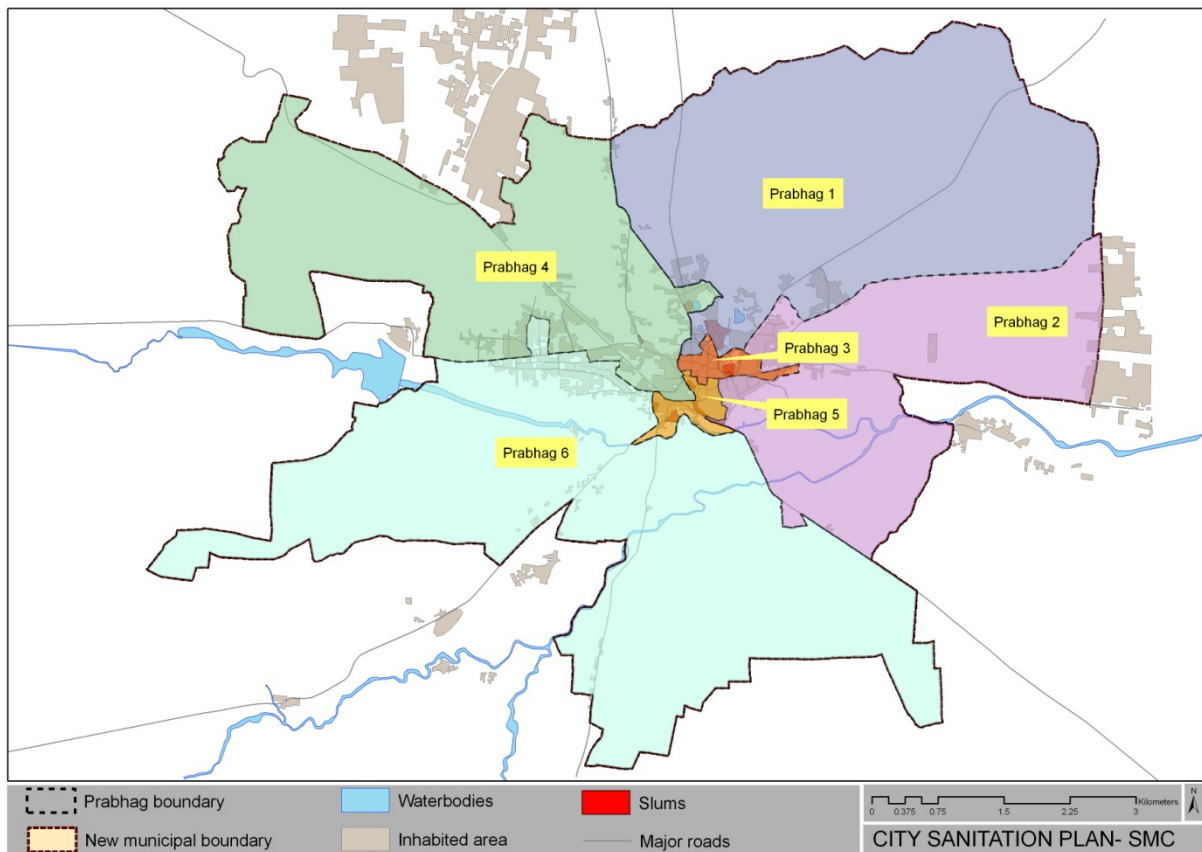 Prabhag 1
Prabhag 4
Prabhag 2
Prabhag 3
Prabhag 5
Prabhag 6
Prabhag boundary
Waterbodies
Slums
New municipal boundary
Inhabited area
Major roads
Kilometers
0 0.375 0.75 1.5 2.25 3
N
CITY SANITATION PLAN- SMC